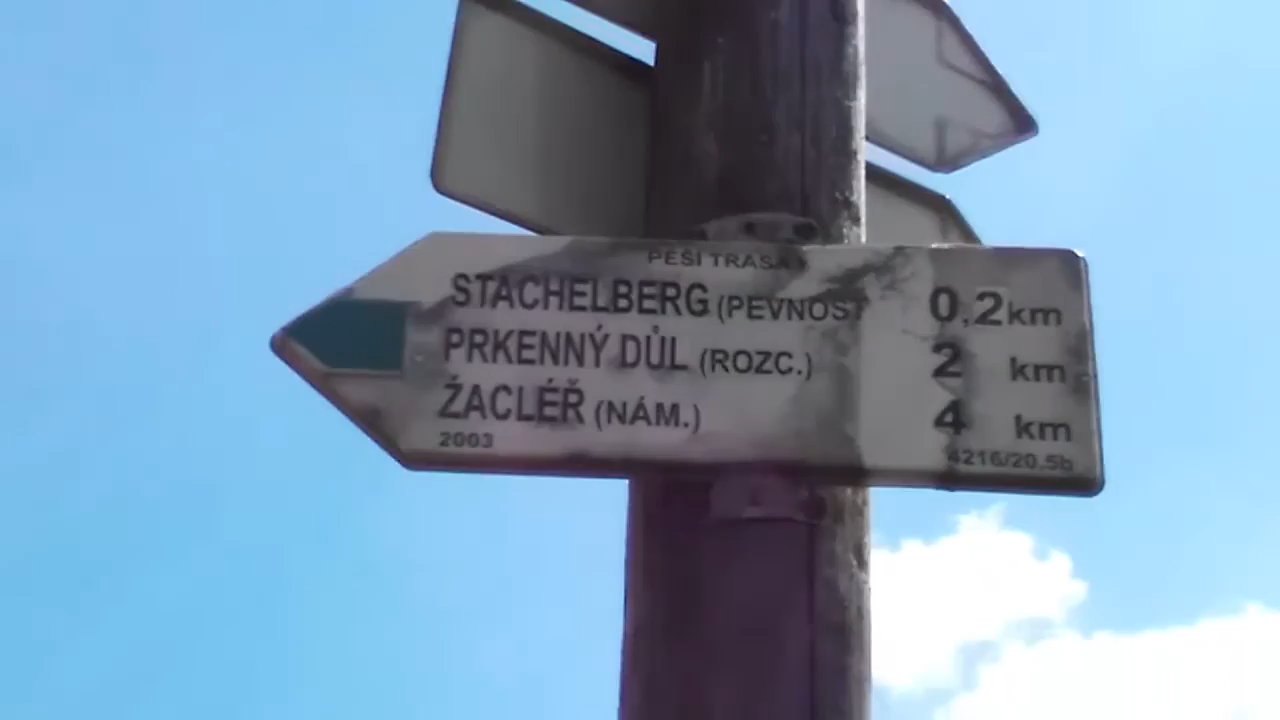 PĚŠÍ TRASA
STACHELBERG (PEVNOST 0,2 km
PRKENNÝ DŮL (ROZC.) 2 km
ŽACLÉŘ (NÁM.) 4 km
2003 4216/20.5b